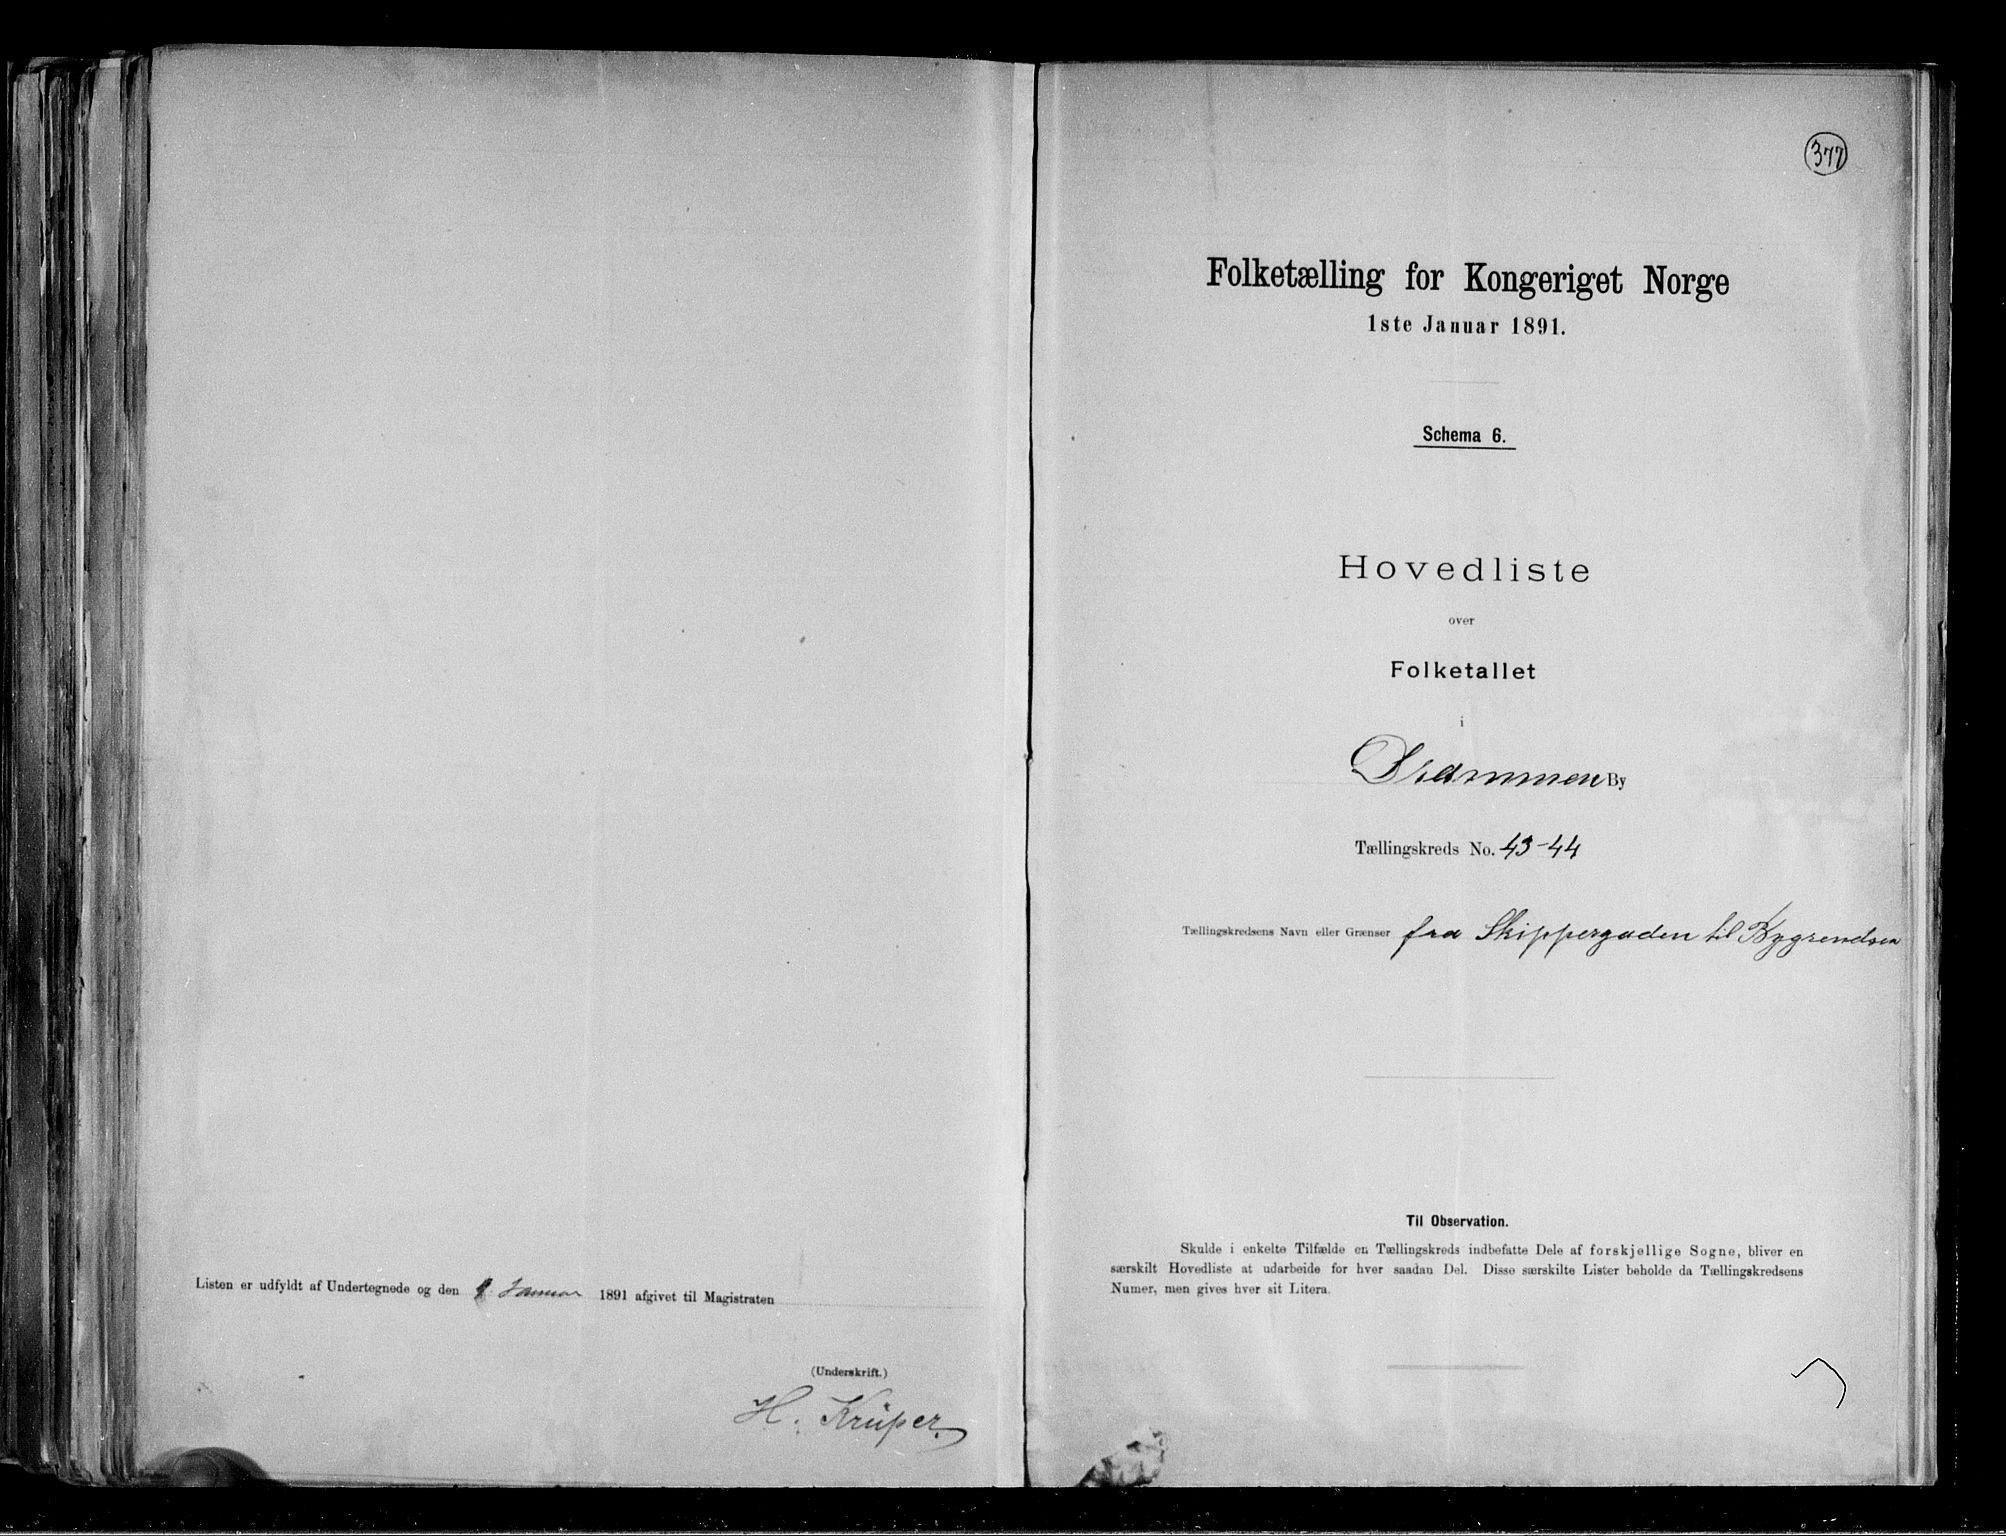 Listen er udfyldt af Undertegnede og den 9. Januar 1891 afgivet til Magistraten
(Underskrift.)
H. Krüper.
377
Folketælling for Kongeriget Norge
1ste Januar 1891.
Schema 6.
Hovedliste
over
Folketallet
i
Drammen By
Tællingskreds No. 43-44
Tællingskredsens Navn eller Grænser fra Skippergaden til Bygrendsen
Til Observation.
Skulde i enkelte Tilfælde en Tællingskreds indbefatte Dele af forskjellige Sogne, bliver en
særskilt Hovedliste at udarbeide for hver saadan Del. Disse særskilte Lister beholde da Tællingskredsens
Numer, men gives hver sit Litera.